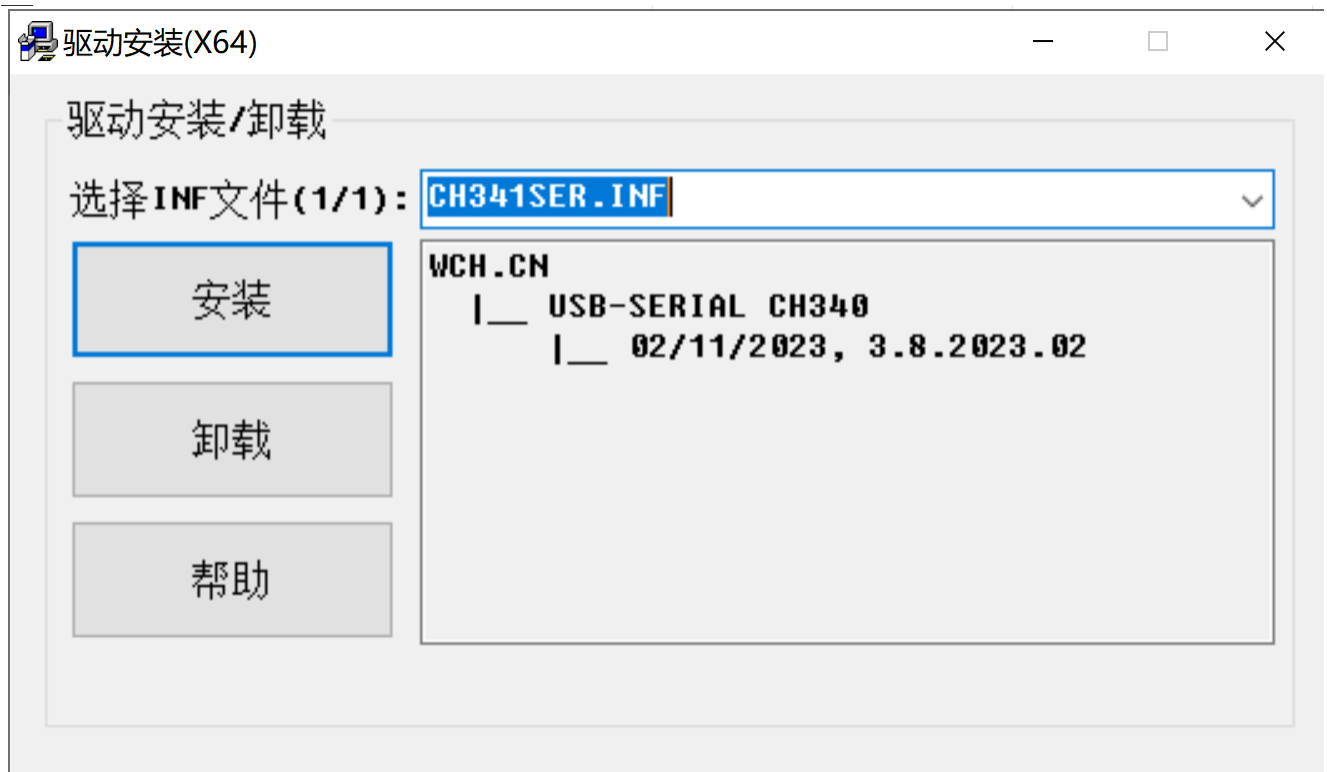 驱动安装(X64)
驱动安装/卸载
选择INF文件(1/1):
CH341SER.INF
安装
卸载
帮助
WCH.CN
|__ USB-SERIAL CH340
|__ 02/11/2023, 3.8.2023.02